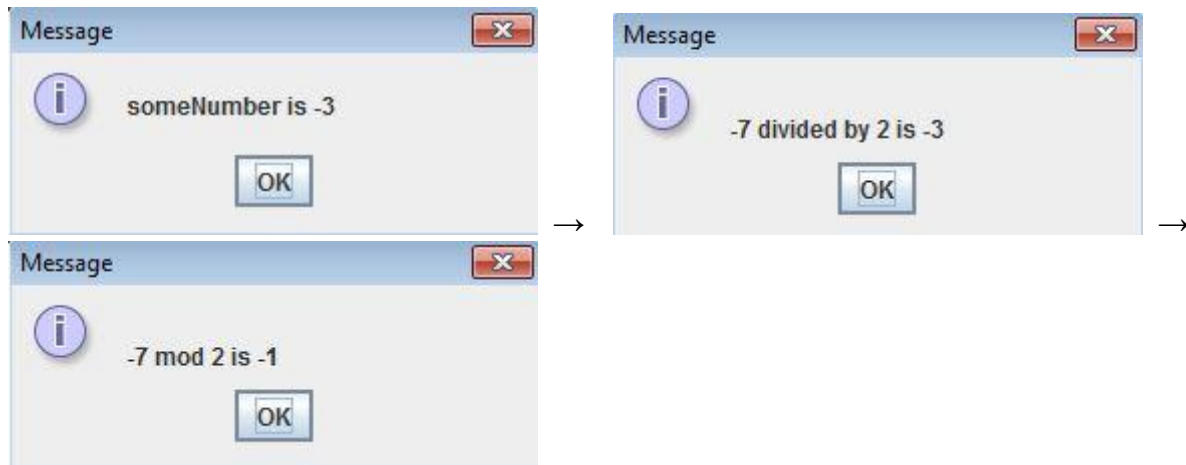 Message
someNumber is -3
OK
→
Message
-7 divided by 2 is -3
OK
→
Message
-7 mod 2 is -1
OK